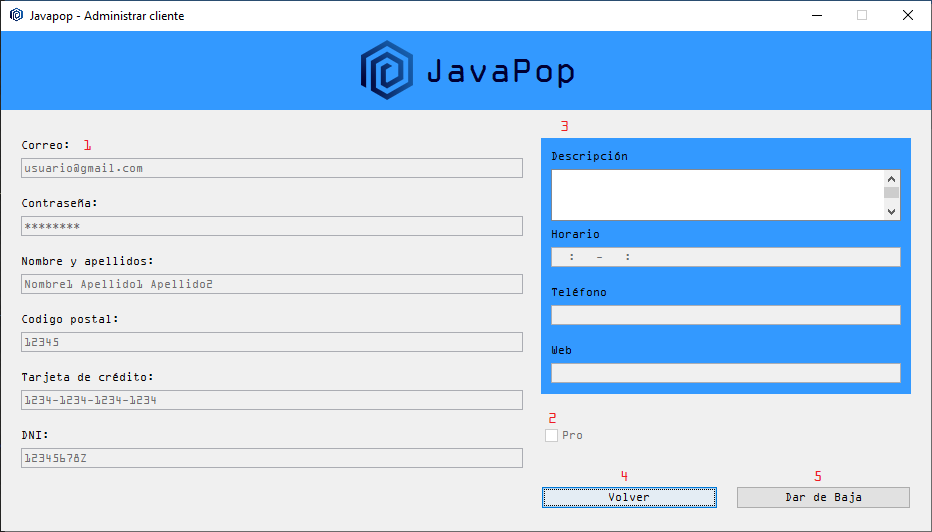 Javapop - Administrar cliente
JavaPop
Correo: 1
usuario@gmail.com
Contraseña:
********
Nombre y apellidos:
Nombre1 Apellido1 Apellido2
Codigo postal:
12345
Tarjeta de crédito:
1234-1234-1234-1234
DNI:
12345678Z
3
Descripción
Horario
: - :
Teléfono
Web
2
Pro
4
Volver
5
Dar de Baja